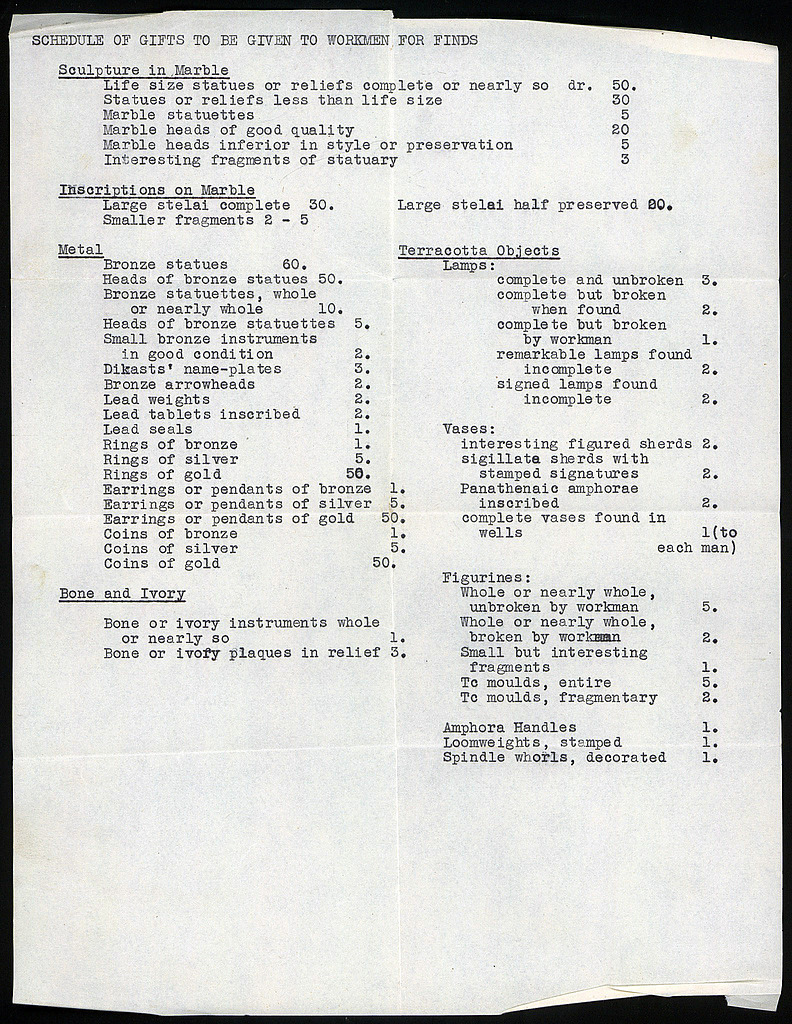 SCHEDULE OF GIFTS TO BE GIVEN TO WORKMEN FOR FINDS
Sculpture in Marble
Life size statues or reliefs complete or nearly so dr. 50.
Statues or reliefs less than life size 30
Marble statuettes 5
Marble heads of good quality 20
Marble heads inferior in style or preservation 5
Interesting fragments of statuary 3
Inscriptions on Marble
Large stelai complete 30. Large stelai half preserved 20.
Smaller fragments 2 - 5
Metal
Bronze statues 60.
Heads of bronze statues 50.
Bronze statuettes, whole
or nearly whole 10.
Heads of bronze statuettes 5.
Small bronze instruments
in good condition 2.
Dikasts' name-plates 3.
Bronze arrowheads 2.
Lead weights 2.
Lead tablets inscribed 2.
Lead seals 1.
Rings of bronze 1.
Rings of silver 5.
Rings of gold 50.
Earrings or pendants of bronze 1.
Earrings or pendants of silver 5.
Earrings or pendants of gold 50.
Coins of bronze 1.
Coins of silver 5.
Coins of gold 50.
Bone and Ivory
Bone or ivory instruments whole
or nearly so 1.
Bone or ivory plaques in relief 3.
Terracotta Objects
Lamps:
complete and unbroken 3.
complete but broken
when found 2.
complete but broken
by workman 1.
remarkable lamps found
incomplete 2.
signed lamps found
incomplete 2.
Vases:
interesting figured sherds 2.
sigillata sherds with
stamped signatures 2.
Panathenaic amphorae
inscribed 2.
complete vases found in
wells 1(to
each man)
Figurines:
Whole or nearly whole,
unbroken by workman 5.
Whole or nearly whole,
broken by workman 2.
Small but interesting
fragments 1.
Tc moulds, entire 5.
Tc moulds, fragmentary 2.
Amphora Handles 1.
Loomweights, stamped 1.
Spindle whorls, decorated 1.